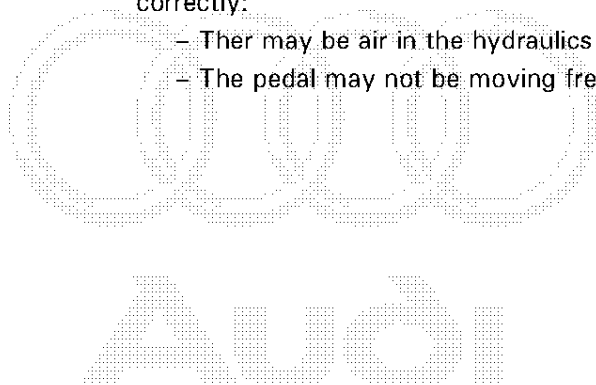 correctly:
– Ther may be air in the hydraulics
– The pedal may not be moving fre
Audi